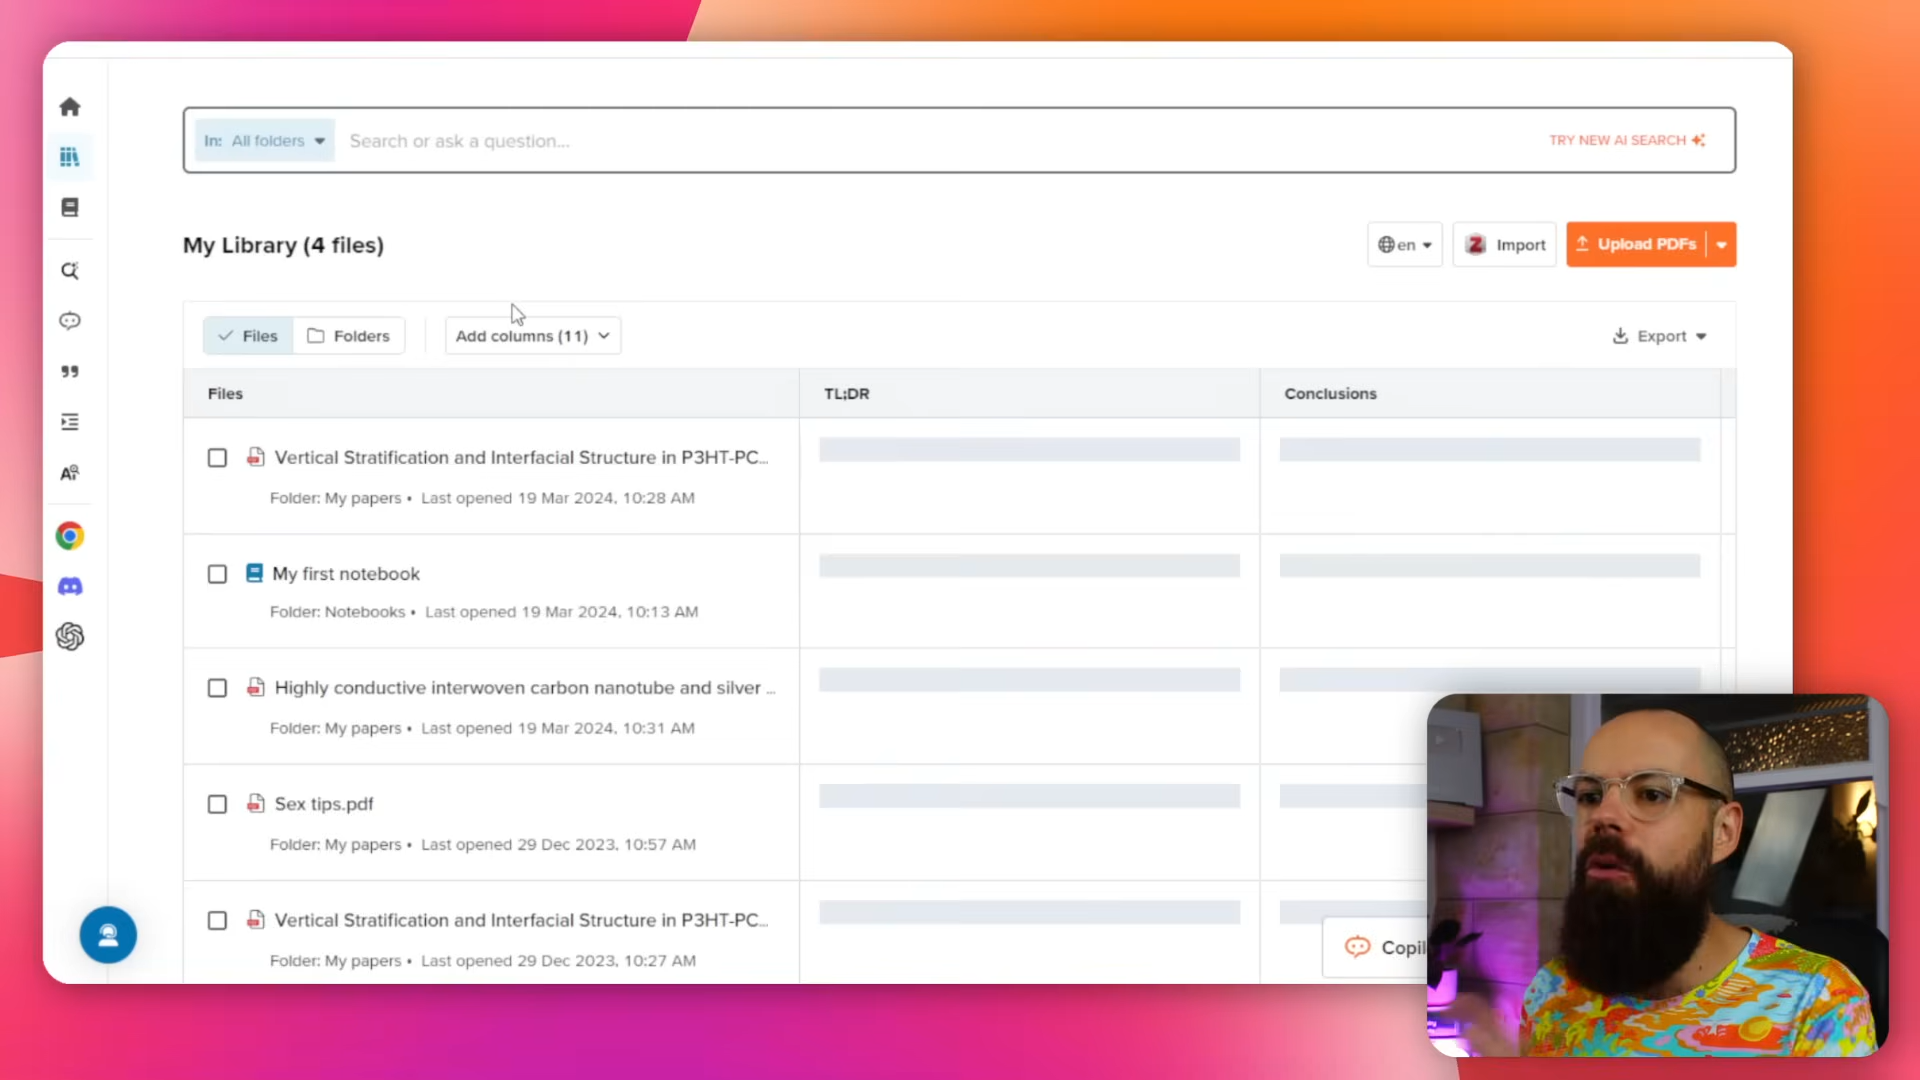 In: All folders
Search or ask a question...
TRY NEW AI SEARCH
My Library (4 files)
en
Z Import
Upload PDFs
Files
Folders
Add columns (11)
Export
Files
TL;DR
Conclusions
Vertical Stratification and Interfacial Structure in P3HT-PC...
Folder: My papers • Last opened 19 Mar 2024, 10:28 AM
My first notebook
Folder: Notebooks • Last opened 19 Mar 2024, 10:13 AM
Highly conductive interwoven carbon nanotube and silver ...
Folder: My papers • Last opened 19 Mar 2024, 10:31 AM
Sex tips.pdf
Folder: My papers • Last opened 29 Dec 2023, 10:57 AM
Vertical Stratification and Interfacial Structure in P3HT-PC...
Folder: My papers • Last opened 29 Dec 2023, 10:27 AM
Copil